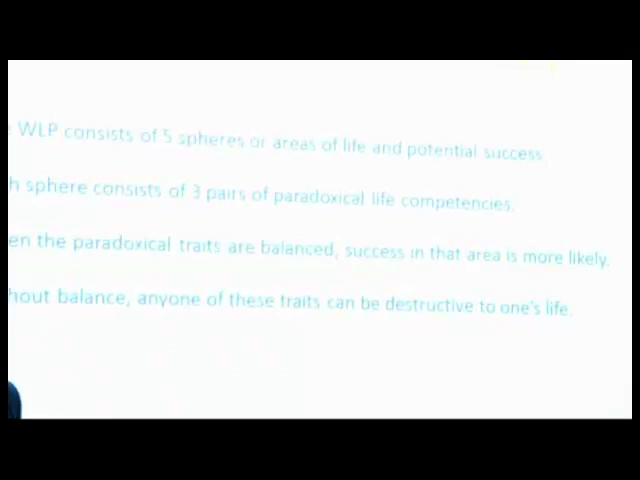 WLP consists of 5 spheres or areas of life and potential success.
h sphere consists of 3 pairs of paradoxical life competencies.
en the paradoxical traits are balanced, success in that area is more likely.
hout balance, anyone of these traits can be destructive to one's life.